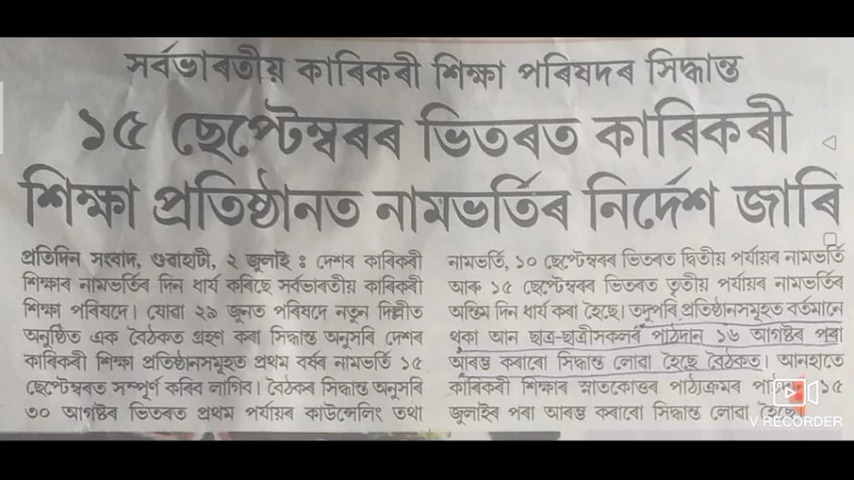 সৰ্বভাৰতীয় কাৰিকৰী শিক্ষা পৰিষদৰ সিদ্ধান্ত
১৫ ছেপ্টেম্বৰৰ ভিতৰত কাৰিকৰী
শিক্ষা প্ৰতিষ্ঠানত নামভৰ্তিৰ নিৰ্দেশ জাৰি
প্ৰতিদিন সংবাদ, গুৱাহাটী, ২ জুলাই : দেশৰ কাৰিকৰী
শিক্ষাৰ নামভৰ্তিৰ দিন ধাৰ্য কৰিছে সৰ্বভাৰতীয় কাৰিকৰী
শিক্ষা পৰিষদে। যোৱা ২৯ জুনত পৰিষদে নতুন দিল্লীত
অনুষ্ঠিত এক বৈঠকত গ্ৰহণ কৰা সিদ্ধান্ত অনুসৰি দেশৰ
কাৰিকৰী শিক্ষা প্ৰতিষ্ঠানসমূহত প্ৰথম বৰ্ষৰ নামভৰ্তি ১৫
ছেপ্টেম্বৰত সম্পূৰ্ণ কৰিব লাগিব। বৈঠকৰ সিদ্ধান্ত অনুসৰি
৩০ আগষ্টৰ ভিতৰত প্ৰথম পৰ্যায়ৰ কাউন্সেলিং তথা
নামভৰ্তি, ১০ ছেপ্টেম্বৰৰ ভিতৰত দ্বিতীয় পৰ্যায়ৰ নামভৰ্তি
আৰু ১৫ ছেপ্টেম্বৰৰ ভিতৰত তৃতীয় পৰ্যায়ৰ নামভৰ্তিৰ
অন্তিম দিন ধাৰ্য কৰা হৈছে। তদুপৰি প্ৰতিষ্ঠানসমূহত বৰ্তমানে
থকা আন ছাত্ৰ-ছাত্ৰীসকলৰ পাঠদান ১৬ আগষ্টৰ পৰা
আৰম্ভ কৰাৰো সিদ্ধান্ত লোৱা হৈছে বৈঠকত। আনহাতে
কাৰিকৰী শিক্ষাৰ স্নাতকোত্তৰ পাঠ্যক্ৰমৰ ১৫
জুলাইৰ পৰা আৰম্ভ কৰাৰো সিদ্ধান্ত লোৱা হৈছে
V RECORDER